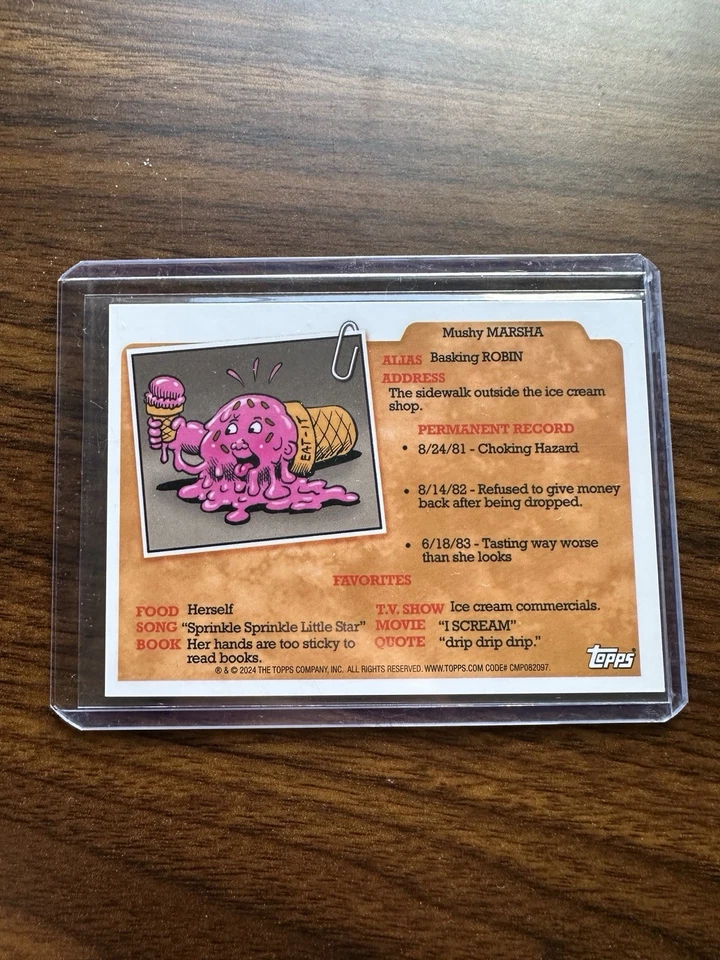 Mushy MARSHA
ALIAS Basking ROBIN
ADDRESS
The sidewalk outside the ice cream
shop.
PERMANENT RECORD
• 8/24/81 - Choking Hazard
• 8/14/82 - Refused to give money
back after being dropped.
• 6/18/83 - Tasting way worse
than she looks
EAT-IT
FAVORITES
FOOD Herself
SONG "Sprinkle Sprinkle Little Star"
BOOK Her hands are too sticky to
read books.
T.V. SHOW Ice cream commercials.
MOVIE "I SCREAM"
QUOTE "drip drip drip."
® & © 2024 THE TOPPS COMPANY, INC. ALL RIGHTS RESERVED. WWW.TOPPS.COM CODE# CMP082097.
topps®